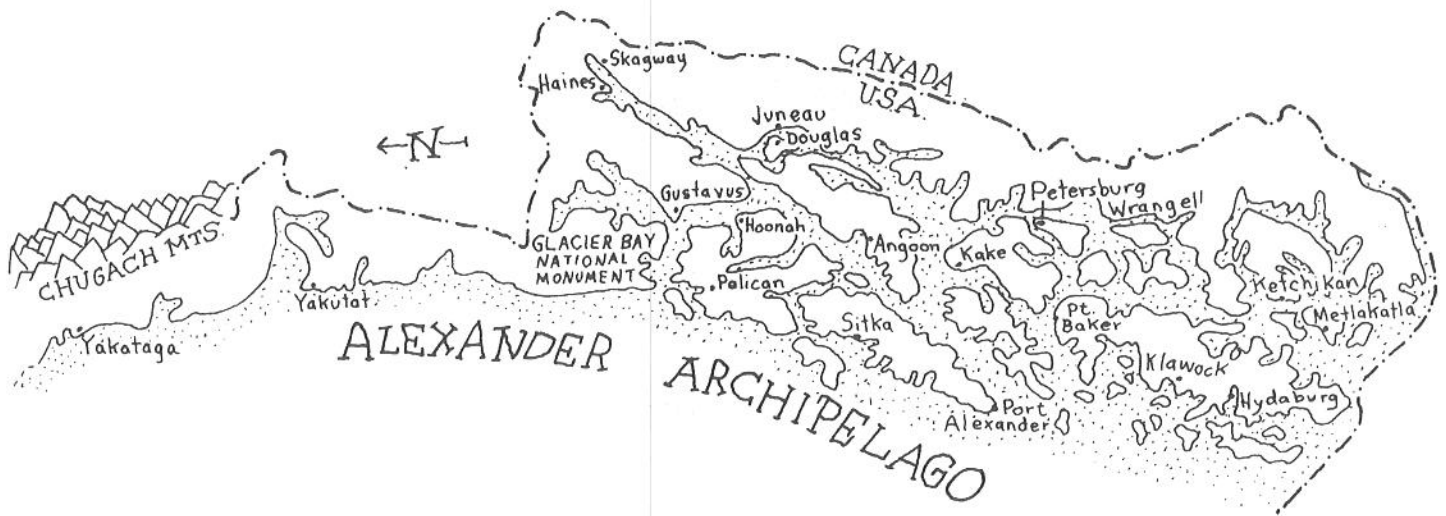 CANADA
U.S.A.
Skagway
Haines
Juneau
Douglas
N
Gustavus
Petersburg
Wrangell
CHUGACH MTS.
GLACIER BAY
NATIONAL
MONUMENT
Hoonah
Angoon
Kake
Yakutat
Pelican
Ketchikan
Metlakatla
Yakataga
Sitka
Pt.
Baker
Klawock
Hydaburg
Port
Alexander
ALEXANDER
ARCHIPELAGO